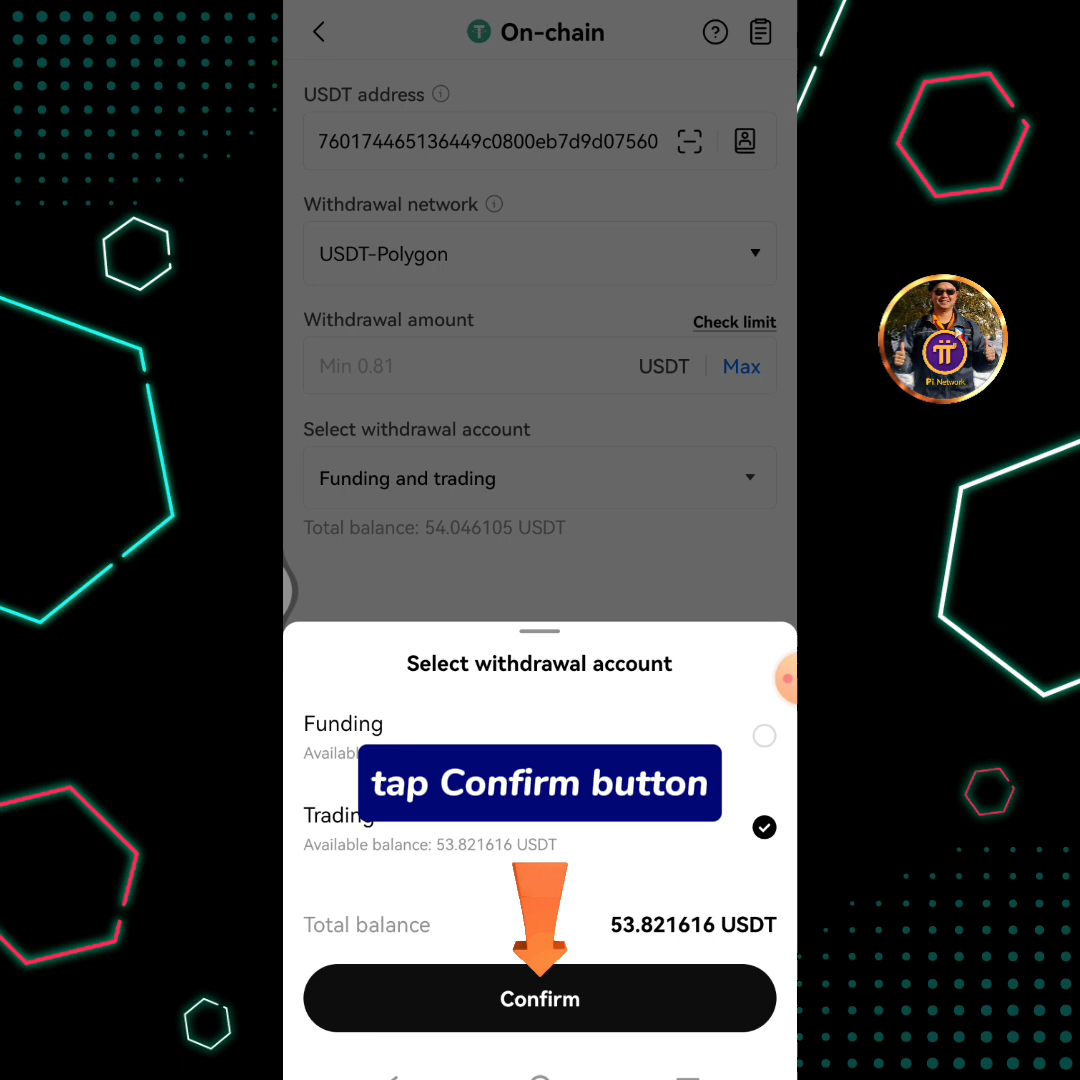 On-chain
USDT address
760174465136449c0800eb7d9d07560
Withdrawal network
USDT-Polygon
Withdrawal amount
Check limit
Min 0.81
USDT
Max
Select withdrawal account
Funding and trading
Total balance: 54.046105 USDT
Pi Network
Select withdrawal account
Funding
tap Confirm button
Trading
Available balance: 53.821616 USDT
Total balance
53.821616 USDT
Confirm